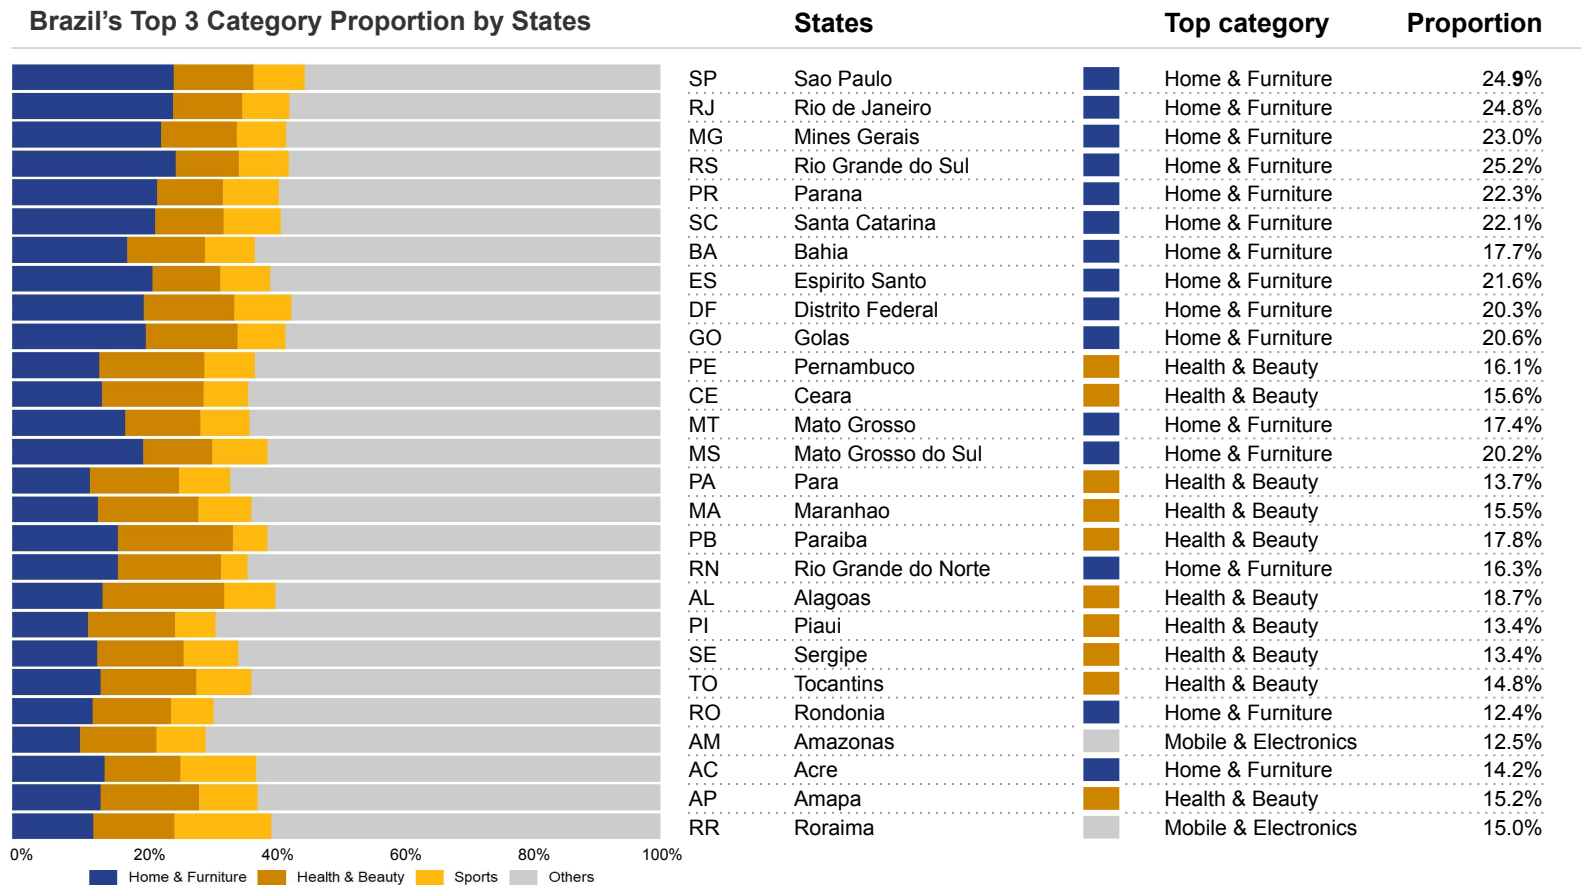 Brazil’s Top 3 Category Proportion by States States Top category Proportion
SP Sao Paulo Home & Furniture 24.9%
RJ Rio de Janeiro Home & Furniture 24.8%
MG Mines Gerais Home & Furniture 23.0%
RS Rio Grande do Sul Home & Furniture 25.2%
PR Parana Home & Furniture 22.3%
SC Santa Catarina Home & Furniture 22.1%
BA Bahia Home & Furniture 17.7%
ES Espirito Santo Home & Furniture 21.6%
DF Distrito Federal Home & Furniture 20.3%
GO Golas Home & Furniture 20.6%
PE Pernambuco Health & Beauty 16.1%
CE Ceara Health & Beauty 15.6%
MT Mato Grosso Home & Furniture 17.4%
MS Mato Grosso do Sul Home & Furniture 20.2%
PA Para Health & Beauty 13.7%
MA Maranhao Health & Beauty 15.5%
PB Paraiba Health & Beauty 17.8%
RN Rio Grande do Norte Home & Furniture 16.3%
AL Alagoas Health & Beauty 18.7%
PI Piaui Health & Beauty 13.4%
SE Sergipe Health & Beauty 13.4%
TO Tocantins Health & Beauty 14.8%
RO Rondonia Home & Furniture 12.4%
AM Amazonas Mobile & Electronics 12.5%
AC Acre Home & Furniture 14.2%
AP Amapa Health & Beauty 15.2%
RR Roraima Mobile & Electronics 15.0%
0% 20% 40% 60% 80% 100%
Home & Furniture Health & Beauty Sports Others